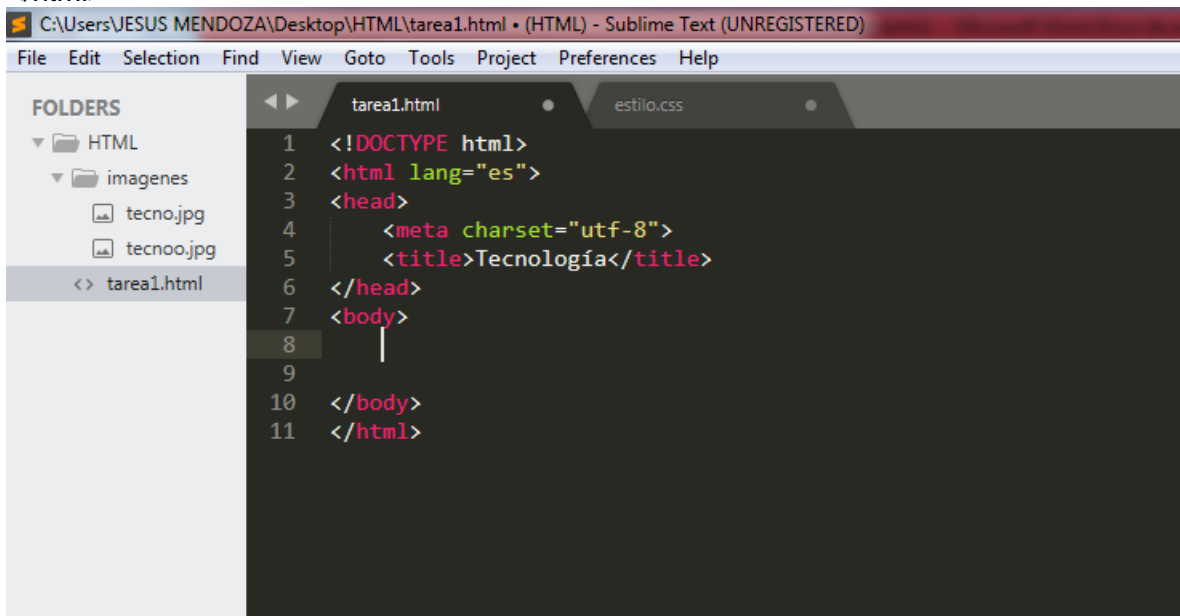 C:\Users\JESUS MENDOZA\Desktop\HTML\tarea1.html • (HTML) - Sublime Text (UNREGISTERED)
File Edit Selection Find View Goto Tools Project Preferences Help
FOLDERS
HTML
imagenes
tecno.jpg
tecnoo.jpg
<> tarea1.html
tarea1.html
estilo.css
1 <!DOCTYPE html>
2 <html lang="es">
3 <head>
4 <meta charset="utf-8">
5 <title>Tecnología</title>
6 </head>
7 <body>
8
9
10 </body>
11 </html>